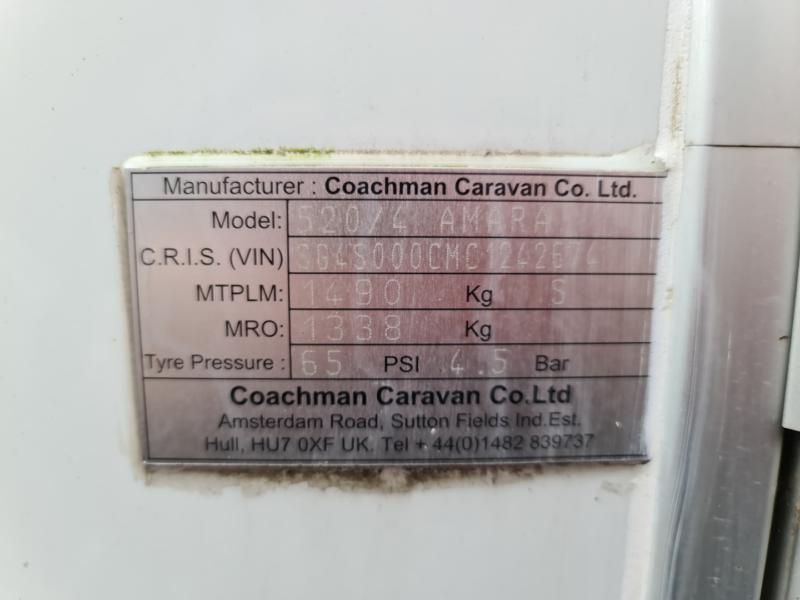 Manufacturer : Coachman Caravan Co. Ltd.
Model: 520/4 AMARA
C.R.I.S. (VIN) SG4S000CMC1242674
MTPLM: 1490 Kg S
MRO: 1338 Kg
Tyre Pressure : 65 PSI 4.5 Bar
Coachman Caravan Co.Ltd
Amsterdam Road, Sutton Fields Ind.Est.
Hull, HU7 0XF UK. Tel + 44(0)1482 839737